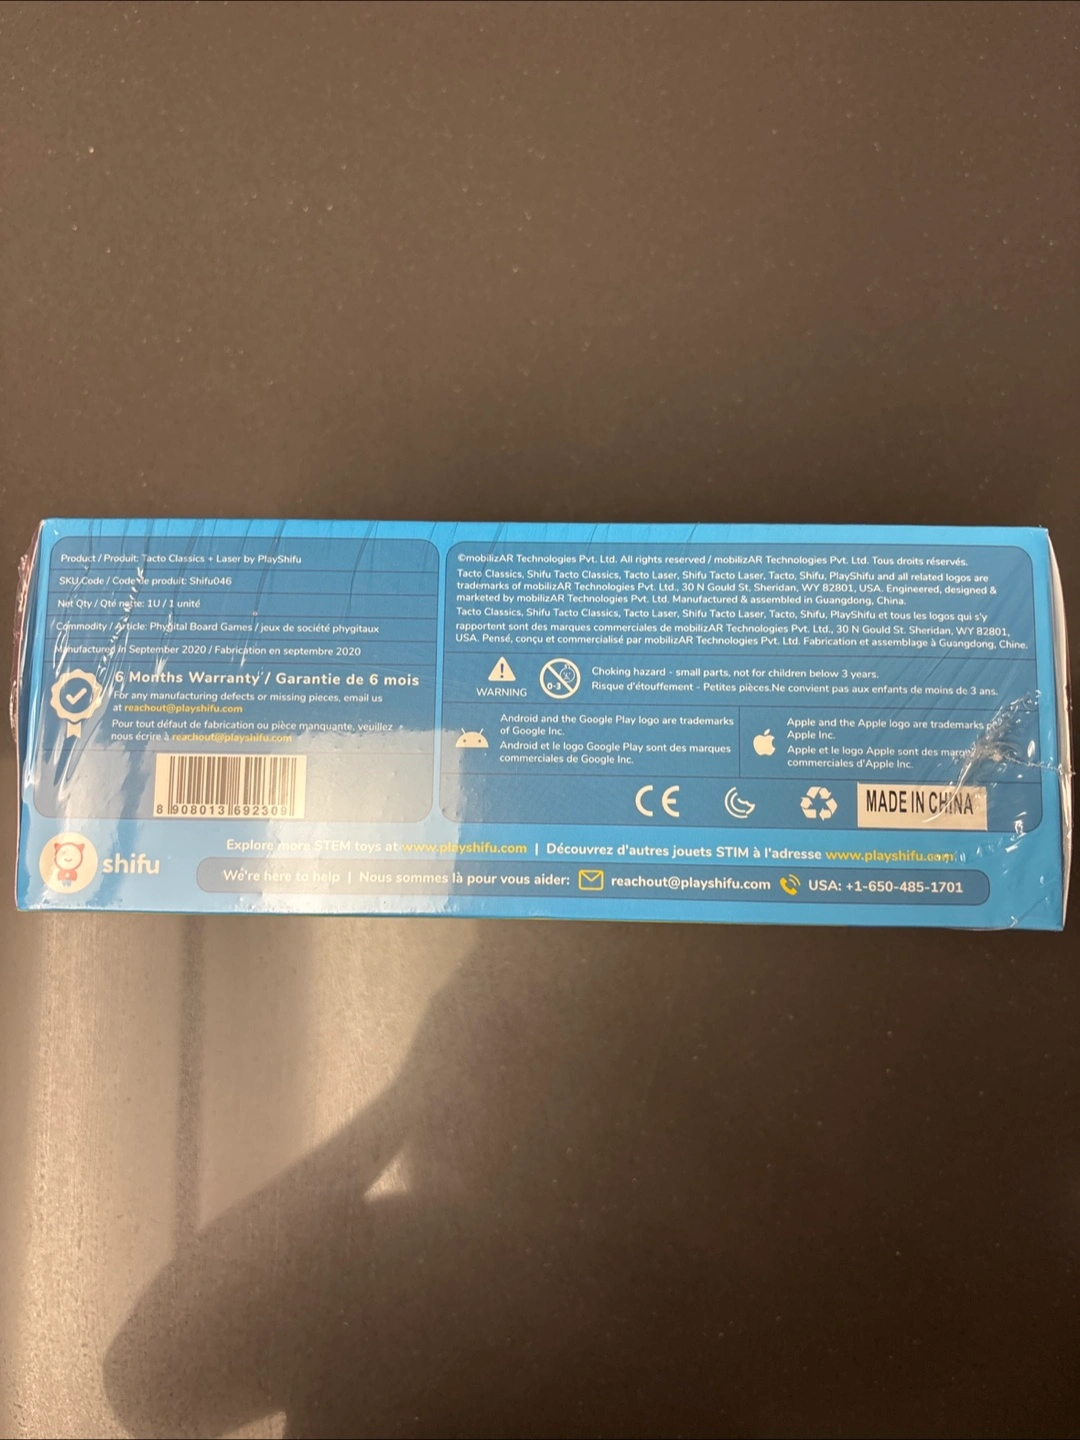 Product / Produit: Tacto Classics + Laser by PlayShifu
SKU Code / Code de produit: Shifu046
Net Qty / Qté nette: 1U / 1 unité
Commodity / Article: Phygital Board Games / jeux de société phygitaux
Manufactured in September 2020 / Fabrication en septembre 2020
6 Months Warranty / Garantie de 6 mois
For any manufacturing defects or missing pieces, email us
at reachout@playshifu.com
Pour tout défaut de fabrication ou pièce manquante, veuillez
nous écrire à reachout@playshifu.com
8 908013 692309
©mobilizAR Technologies Pvt. Ltd. All rights reserved / mobilizAR Technologies Pvt. Ltd. Tous droits réservés.
Tacto Classics, Shifu Tacto Classics, Tacto Laser, Shifu Tacto Laser, Tacto, Shifu, PlayShifu and all related logos are
trademarks of mobilizAR Technologies Pvt. Ltd., 30 N Gould St, Sheridan, WY 82801, USA. Engineered, designed &
marketed by mobilizAR Technologies Pvt. Ltd. Manufactured & assembled in Guangdong, China.
Tacto Classics, Shifu Tacto Classics, Tacto Laser, Shifu Tacto Laser, Tacto, Shifu, PlayShifu et tous les logos qui s'y
rapportent sont des marques commerciales de mobilizAR Technologies Pvt. Ltd., 30 N Gould St. Sheridan, WY 82801,
USA. Pensé, conçu et commercialisé par mobilizAR Technologies Pvt. Ltd. Fabrication et assemblage à Guangdong, Chine.
WARNING
0-3
Choking hazard - small parts, not for children below 3 years.
Risque d'étouffement - Petites pièces.Ne convient pas aux enfants de moins de 3 ans.
Android and the Google Play logo are trademarks
of Google Inc.
Android et le logo Google Play sont des marques
commerciales de Google Inc.
Apple and the Apple logo are trademarks
Apple Inc.
Apple et le logo Apple sont des marques
commerciales d'Apple Inc.
CE
MADE IN CHINA
shifu
Explore more STEM toys at www.playshifu.com | Découvrez d'autres jouets STIM à l'adresse www.playshifu.com
We're here to help | Nous sommes là pour vous aider: reachout@playshifu.com USA: +1-650-485-1701